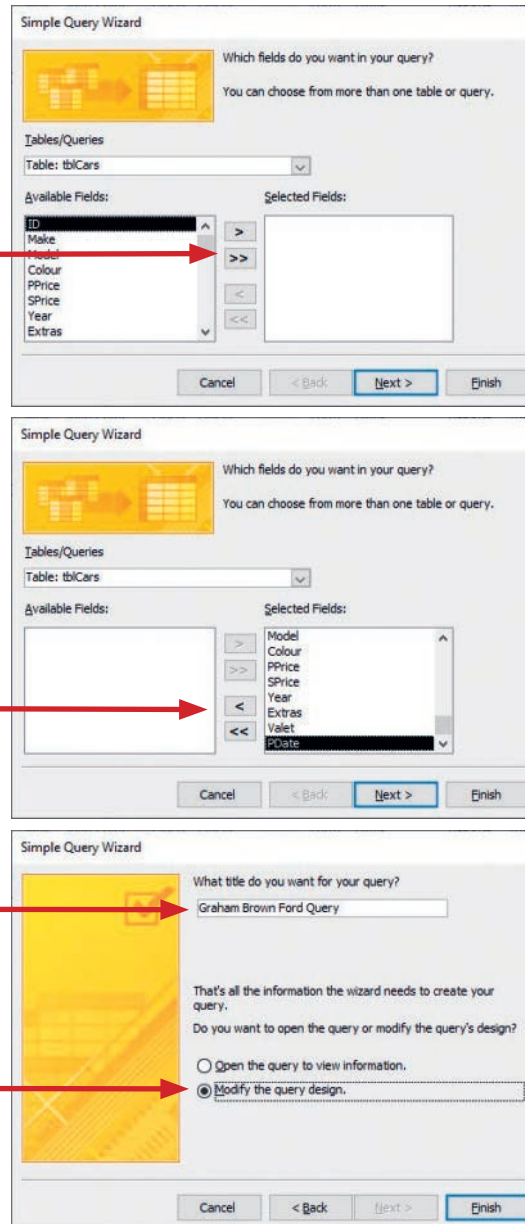 Simple Query Wizard
Which fields do you want in your query?
You can choose from more than one table or query.
Tables/Queries
Table: tblCars
Available Fields:
Selected Fields:
ID
Make
Model
Colour
PPrice
SPrice
Year
Extras
>
>>
<
<<
Cancel
< Back
Next >
Finish
Simple Query Wizard
Which fields do you want in your query?
You can choose from more than one table or query.
Tables/Queries
Table: tblCars
Available Fields:
Selected Fields:
>
>>
<
<<
Model
Colour
PPrice
SPrice
Year
Extras
Valet
PDate
Cancel
< Back
Next >
Finish
Simple Query Wizard
What title do you want for your query?
Graham Brown Ford Query
That's all the information the wizard needs to create your
query.
Do you want to open the query or modify the query's design?
Open the query to view information.
Modify the query design.
Cancel
< Back
Next >
Finish